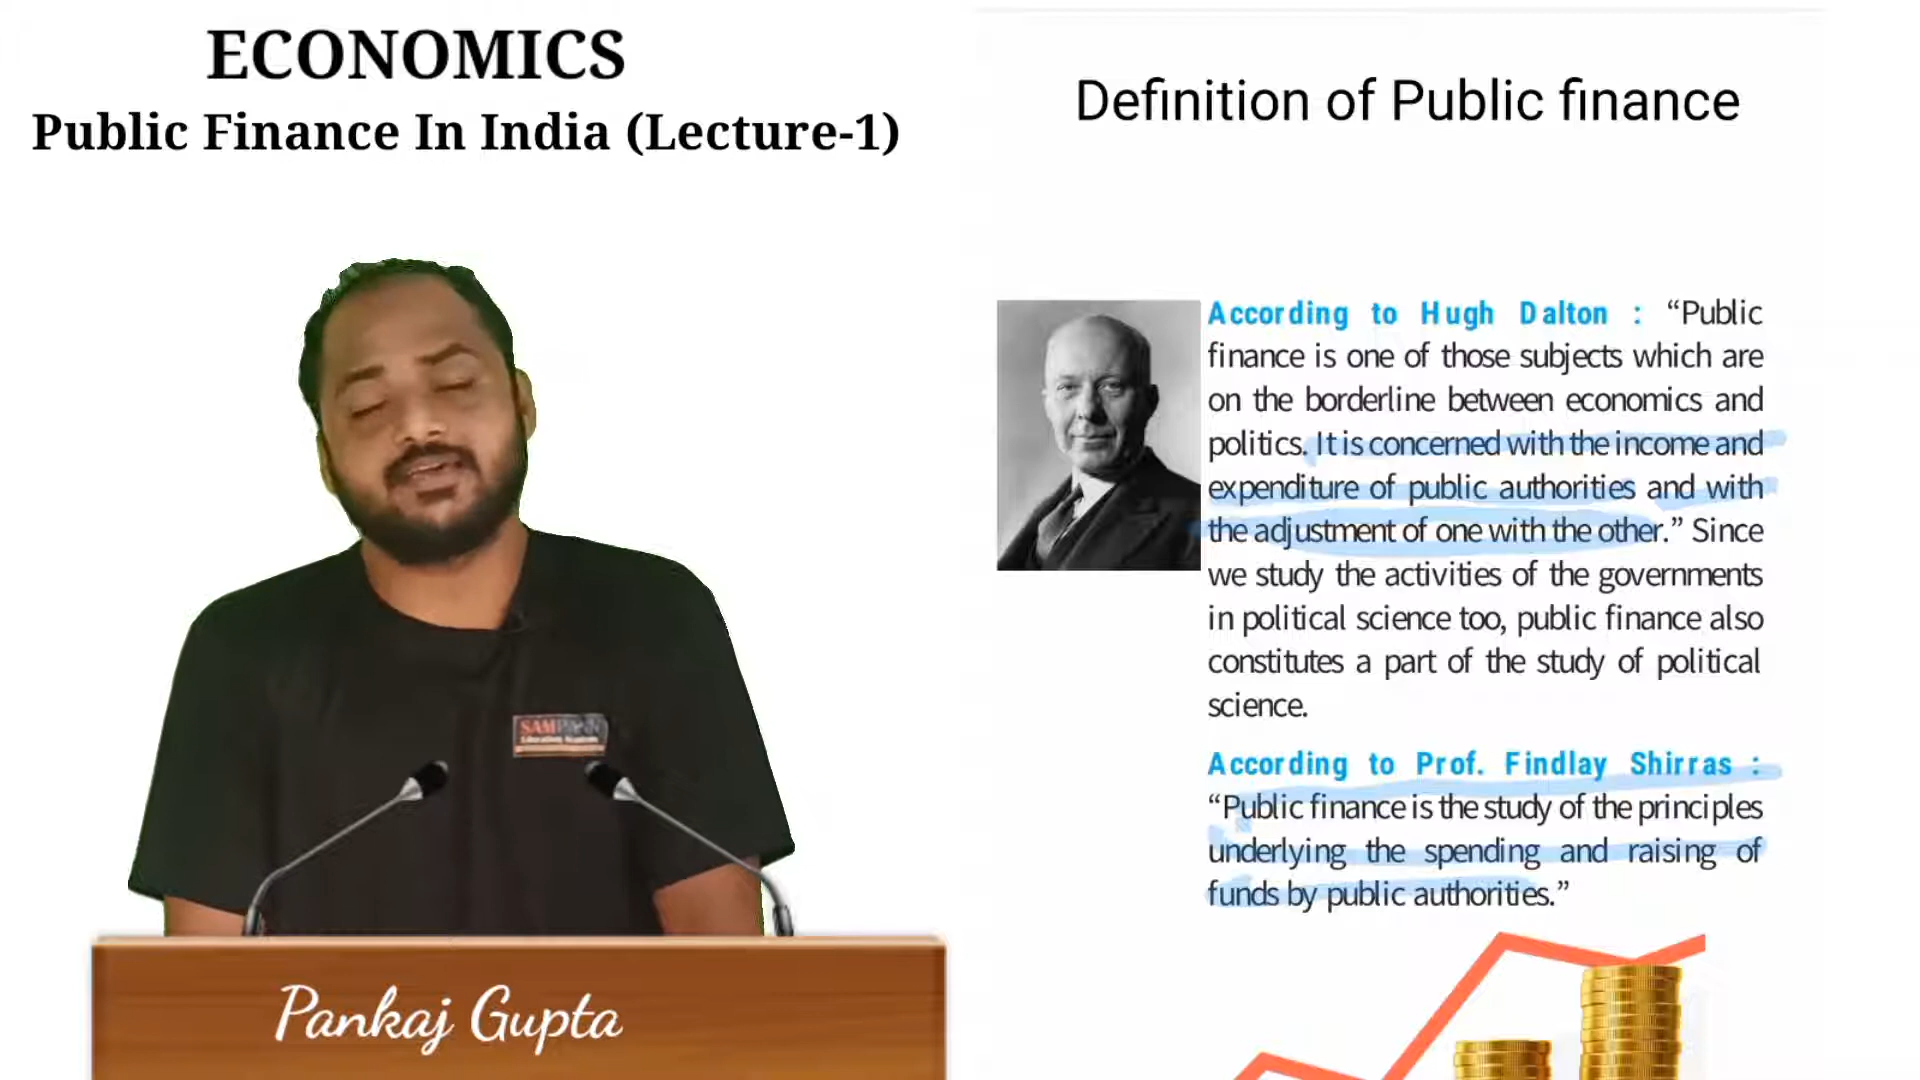 ECONOMICS
Public Finance In India (Lecture-1)
SAM
Pankaj Gupta
Definition of Public finance
According to Hugh Dalton : “Public
finance is one of those subjects which are
on the borderline between economics and
politics. It is concerned with the income and
expenditure of public authorities and with
the adjustment of one with the other.” Since
we study the activities of the governments
in political science too, public finance also
constitutes a part of the study of political
science.
According to Prof. Findlay Shirras :
“Public finance is the study of the principles
underlying the spending and raising of
funds by public authorities.”